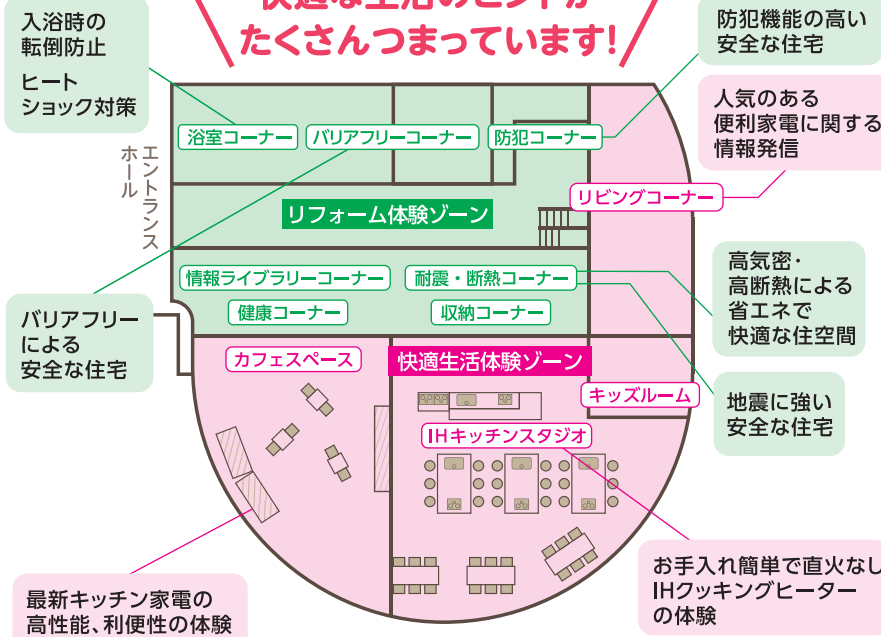 快適な生活のヒントが
たくさんつまっています!
入浴時の
転倒防止
ヒート
ショック対策
防犯機能の高い
安全な住宅
人気のある
便利家電に関する
情報発信
エントランス
ホール
浴室コーナー
バリアフリーコーナー
防犯コーナー
リビングコーナー
リフォーム体験ゾーン
情報ライブラリーコーナー
耐震・断熱コーナー
健康コーナー
収納コーナー
高気密・
高断熱による
省エネで
快適な住空間
バリアフリー
による
安全な住宅
カフェスペース
快適生活体験ゾーン
キッズルーム
地震に強い
安全な住宅
IHキッチンスタジオ
お手入れ簡単で直火なし
IHクッキングヒーター
の体験
最新キッチン家電の
高性能、利便性の体験